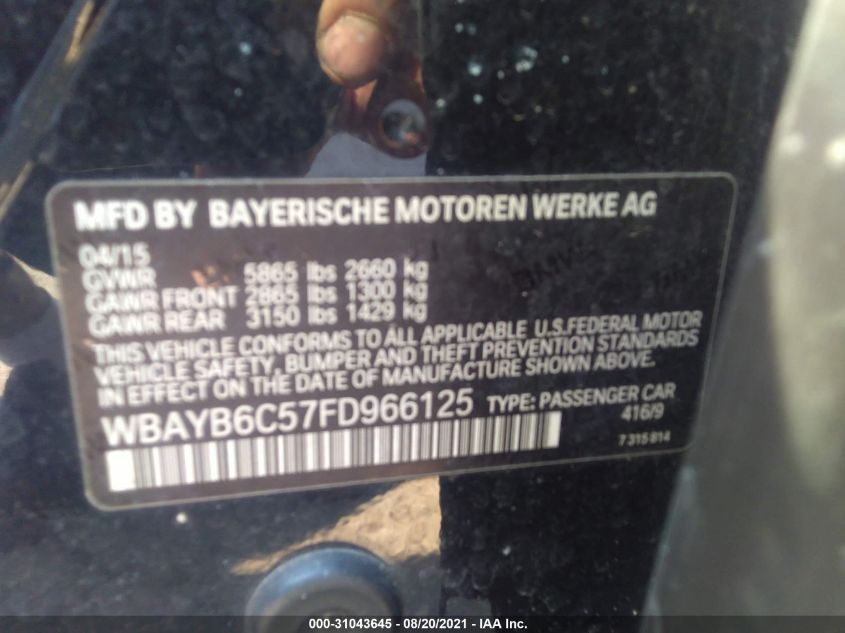 MFD BY BAYERISCHE MOTOREN WERKE AG
04/15
GVWR 5865 lbs 2660 kg
GAWR FRONT 2865 lbs 1300 kg
GAWR REAR 3150 lbs 1429 kg
THIS VEHICLE CONFORMS TO ALL APPLICABLE U.S.FEDERAL MOTOR
VEHICLE SAFETY, BUMPER AND THEFT PREVENTION STANDARDS
IN EFFECT ON THE DATE OF MANUFACTURE SHOWN ABOVE.
WBAYB6C57FD966125 TYPE: PASSENGER CAR
416/9
7 315 814
000-31043645 / 08/20/2021 - IAA Inc.